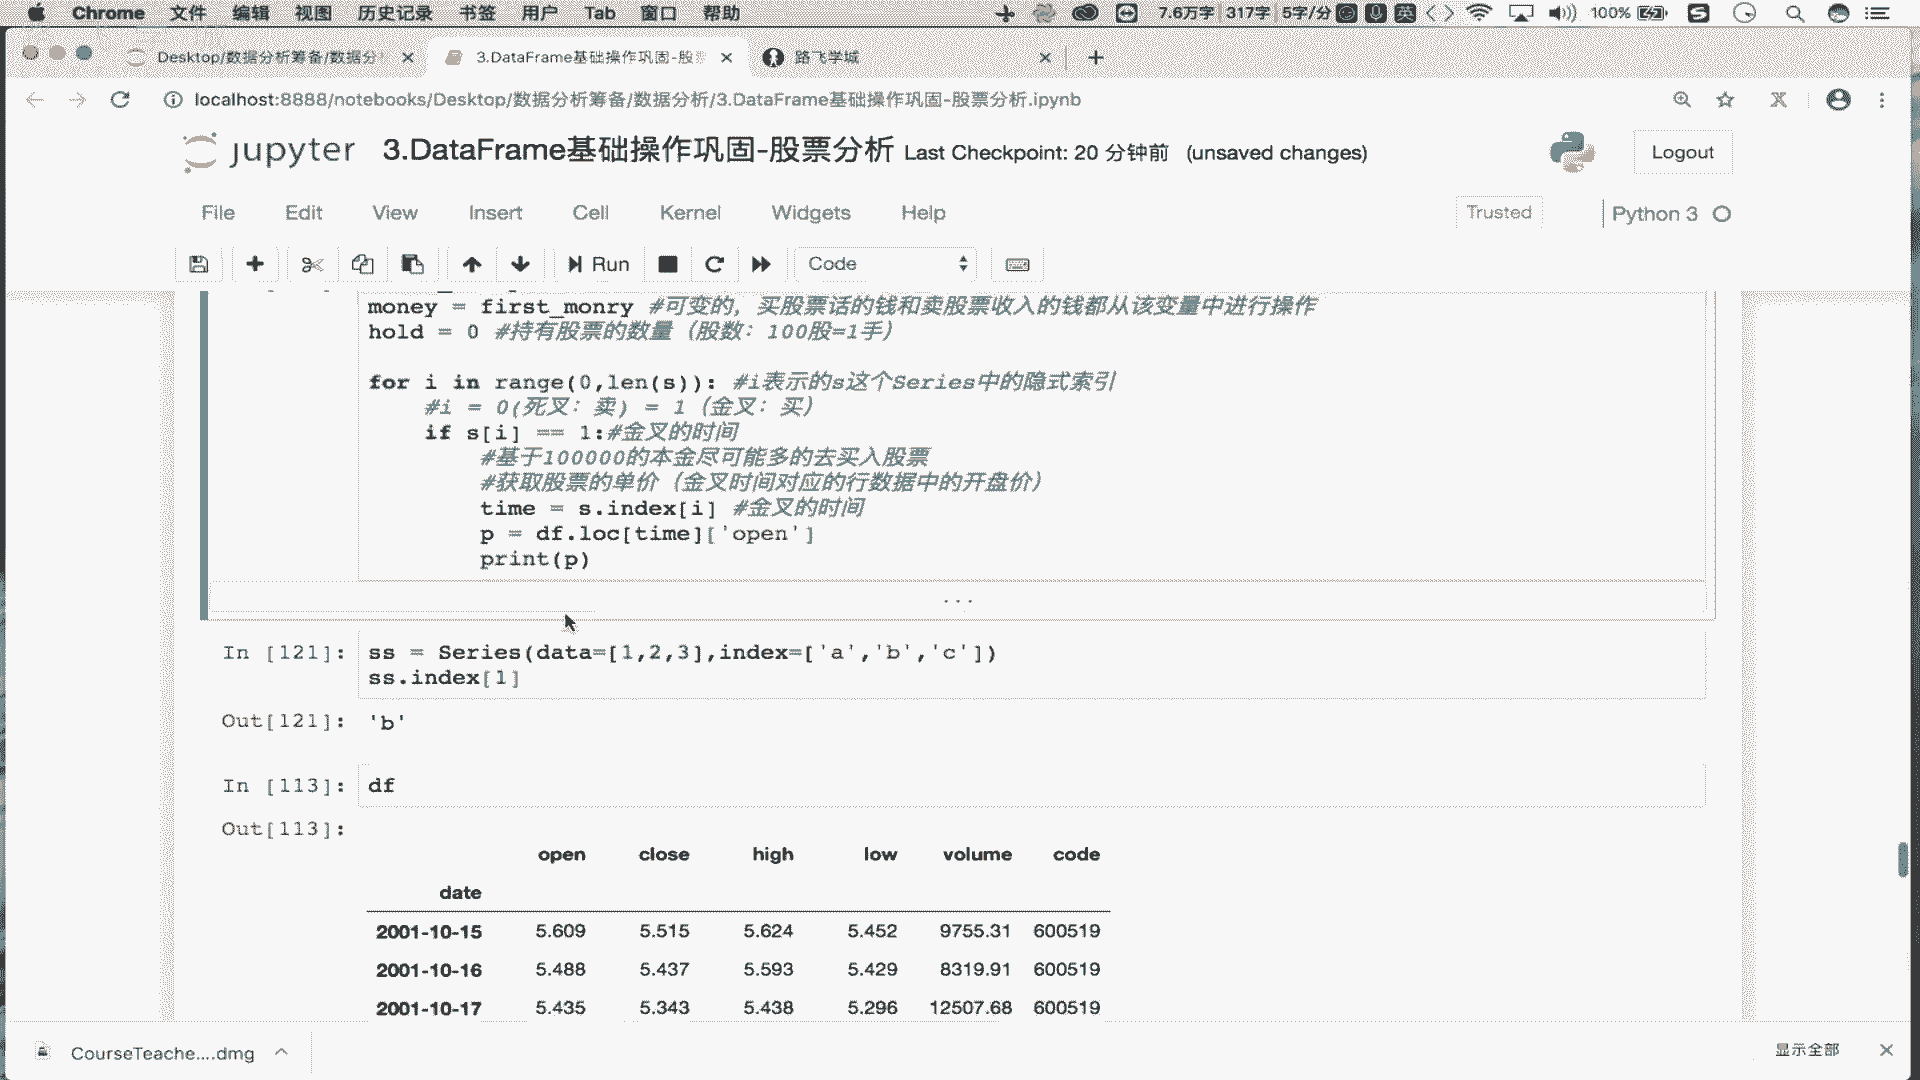 Chrome 文件 编辑 视图 历史记录 书签 用户 Tab 窗口 帮助 7.6万字 317字 5字/分 英 100%
Desktop/数据分析筹备/数据分 3.DataFrame基础操作巩固-股 路飞学城
localhost:8888/notebooks/Desktop/数据分析筹备/数据分析/3.DataFrame基础操作巩固-股票分析.ipynb
jupyter 3.DataFrame基础操作巩固-股票分析 Last Checkpoint: 20 分钟前 (unsaved changes) Logout
File Edit View Insert Cell Kernel Widgets Help Trusted Python 3
Run Code
money = first_monry #可变的，买股票话的钱和卖股票收入的钱都从该变量中进行操作
hold = 0 #持有股票的数量（股数：100股=1手）
for i in range(0,len(s)): #i表示的s这个Series中的隐式索引
#i = 0(死叉：卖) = 1（金叉：买）
if s[i] == 1:#金叉的时间
#基于100000的本金尽可能多的去买入股票
#获取股票的单价（金叉时间对应的行数据中的开盘价）
time = s.index[i] #金叉的时间
p = df.loc[time]['open']
print(p)
...
In [121]: ss = Series(data=[1,2,3],index=['a','b','c'])
ss.index[1]
Out[121]: 'b'
In [113]: df
Out[113]:
open close high low volume code
date
2001-10-15 5.609 5.515 5.624 5.452 9755.31 600519
2001-10-16 5.488 5.437 5.593 5.429 8319.91 600519
2001-10-17 5.435 5.343 5.438 5.296 12507.68 600519
CourseTeache....dmg 显示全部